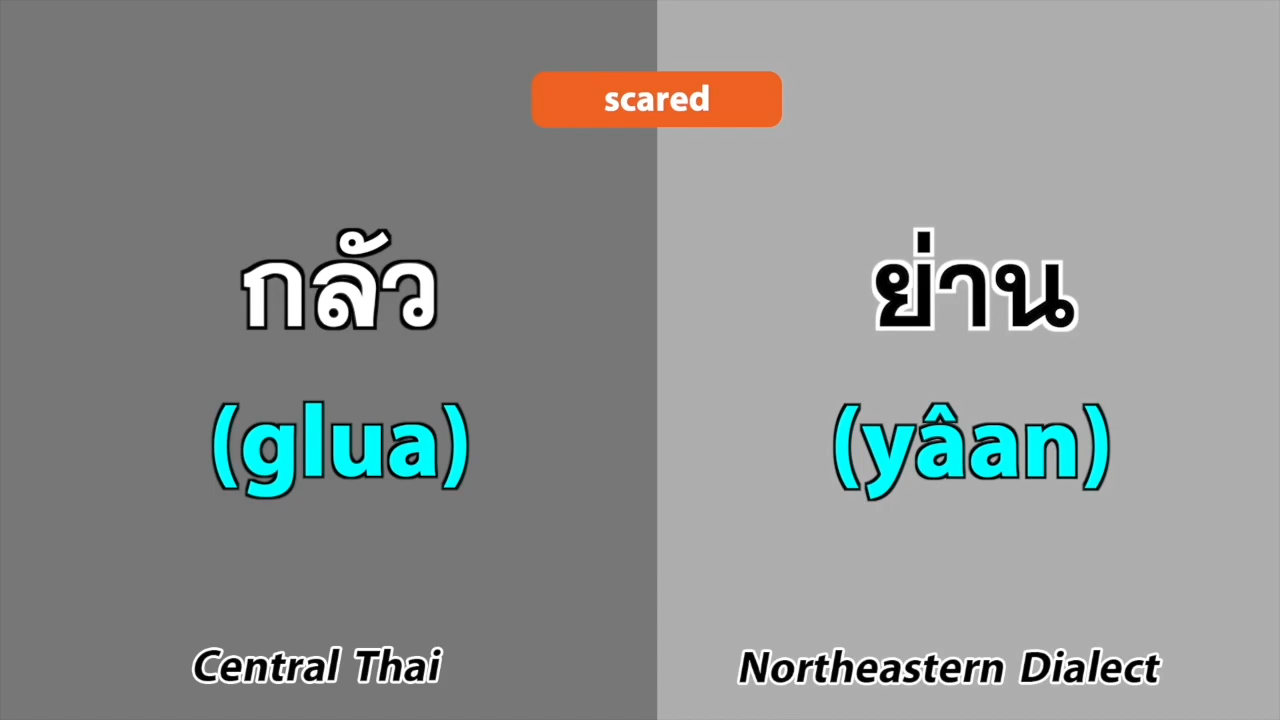 scared
กลัว
(glua)
Central Thai
ย่าน
(yâan)
Northeastern Dialect